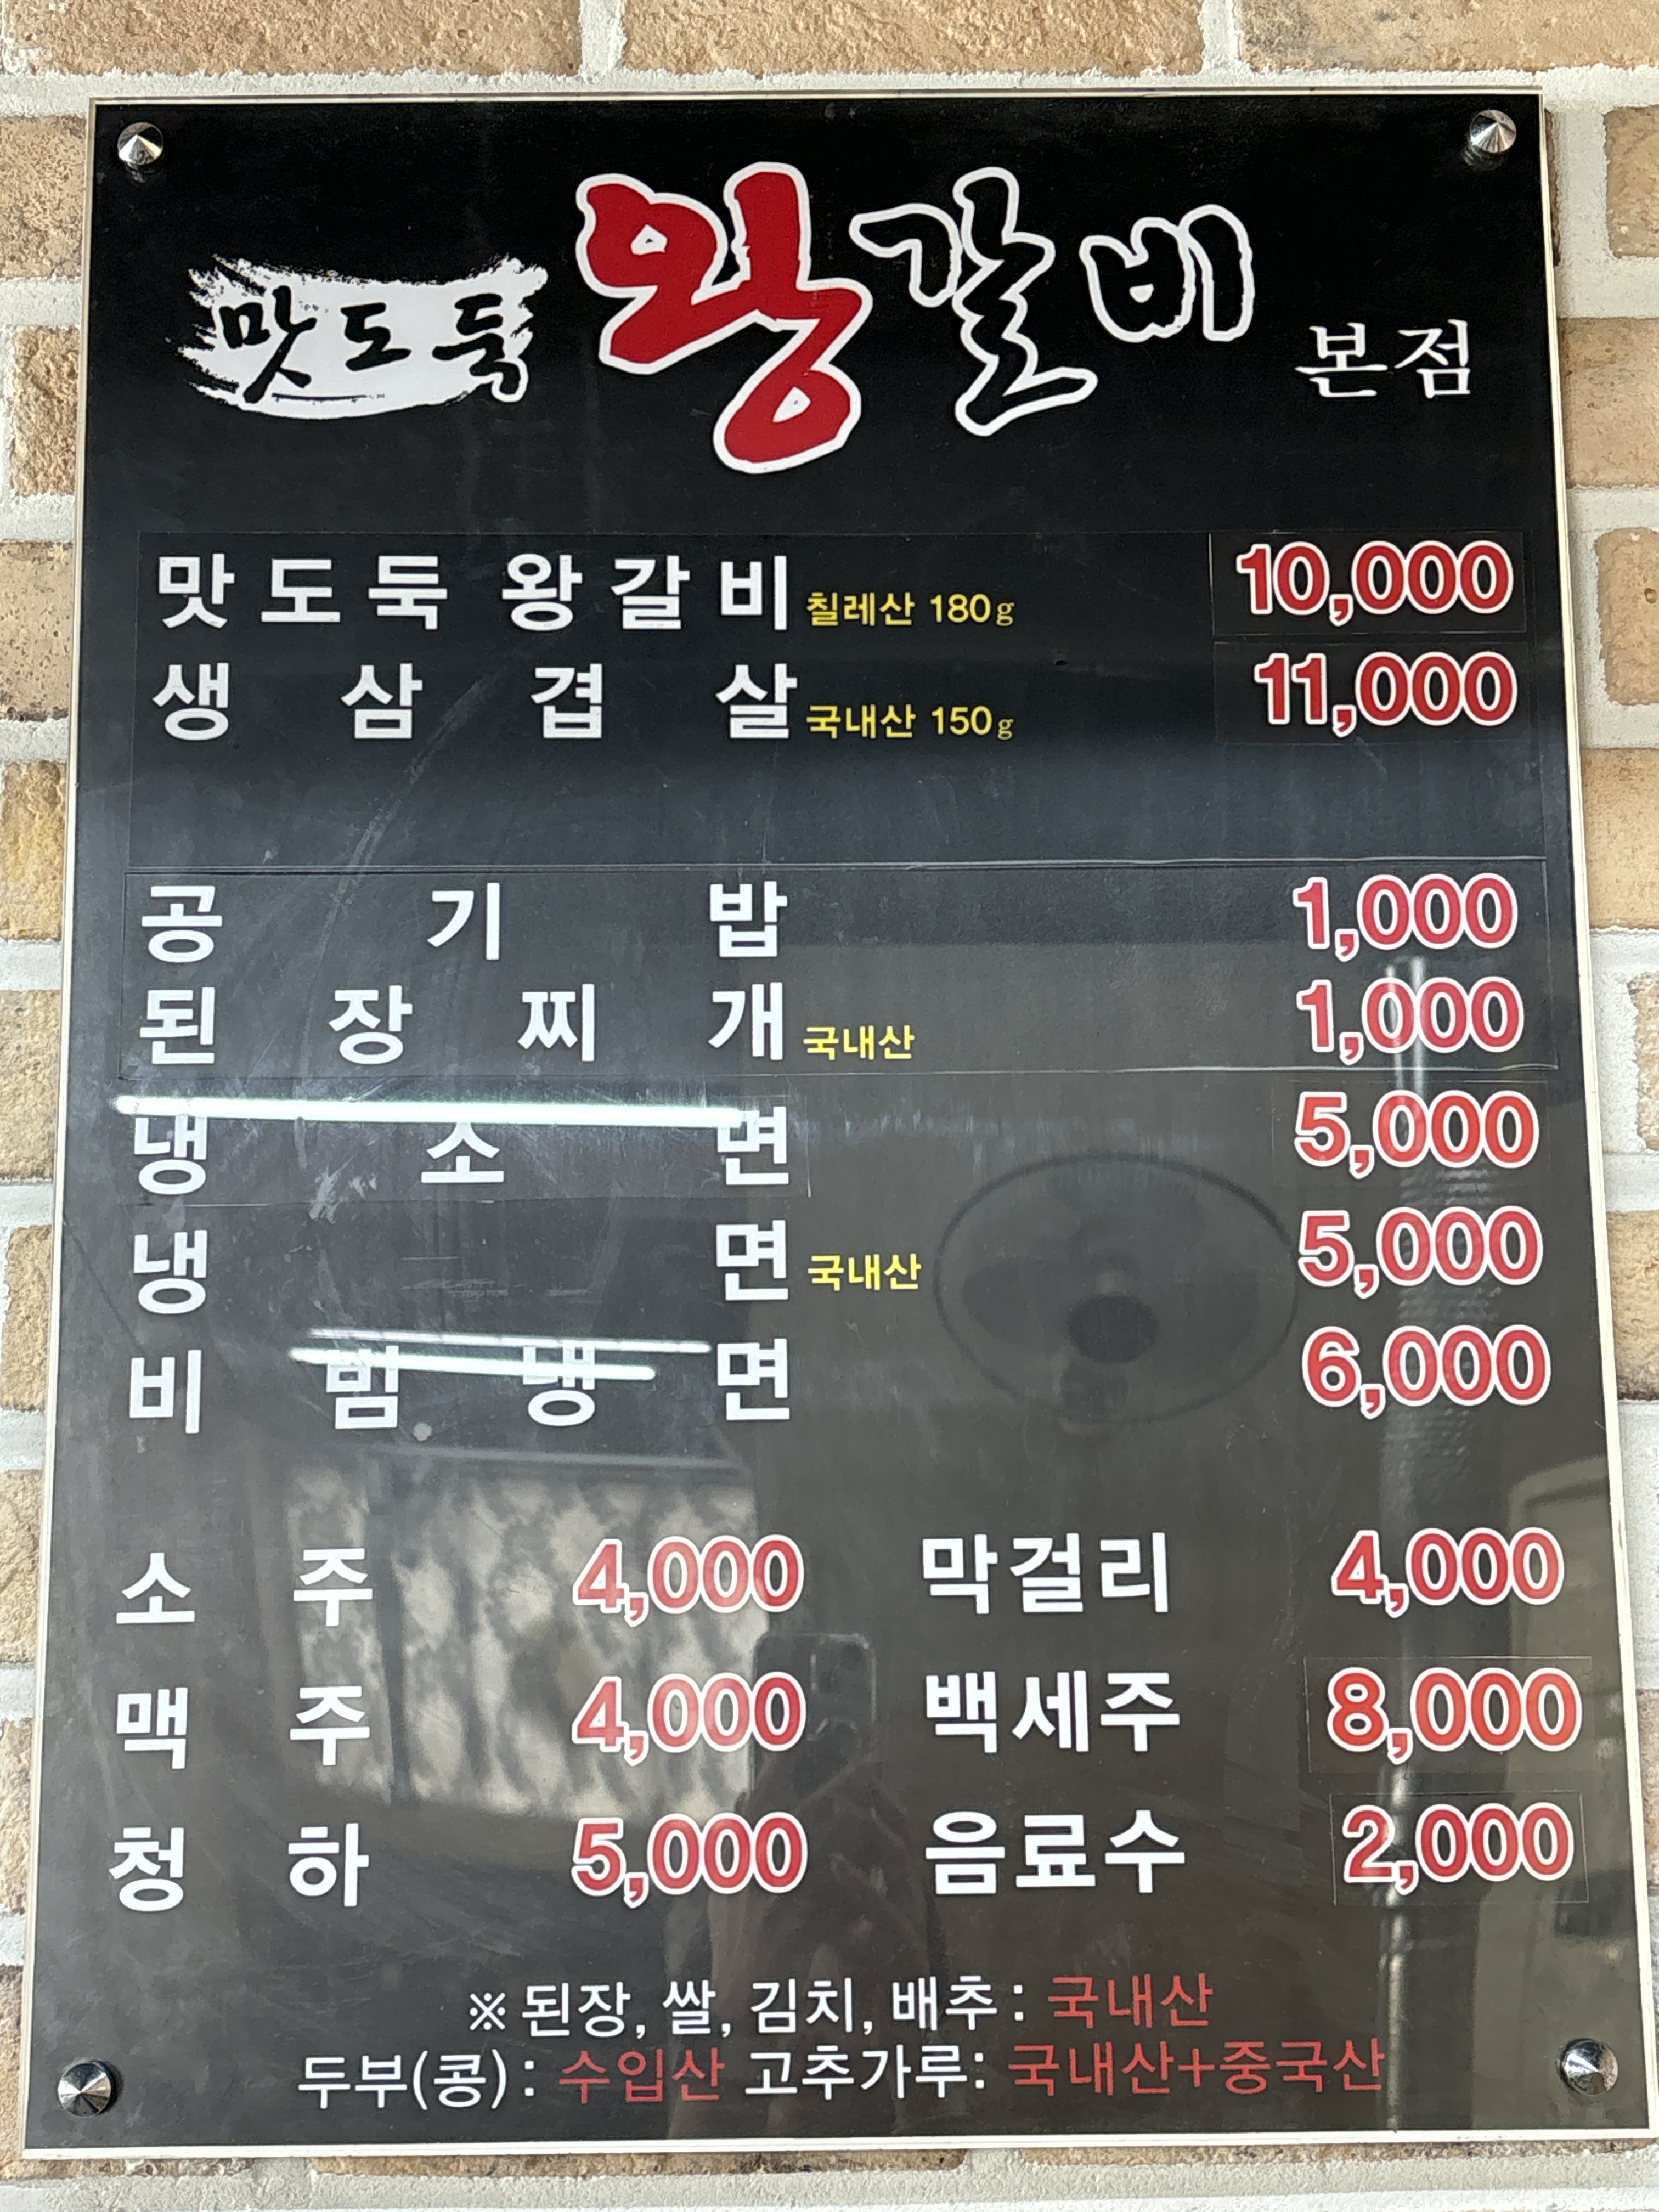 맛도둑 왕갈비 본점
맛도둑 왕갈비 칠레산 180g 10,000
생삼겹살 국내산 150g 11,000
공기밥 1,000
된장찌개 국내산 1,000
냉소면 5,000
냉면 국내산 5,000
비빔냉면 6,000
소주 4,000 막걸리 4,000
맥주 4,000 백세주 8,000
청하 5,000 음료수 2,000
※된장, 쌀, 김치, 배추 : 국내산
두부(콩) : 수입산 고추가루: 국내산+중국산